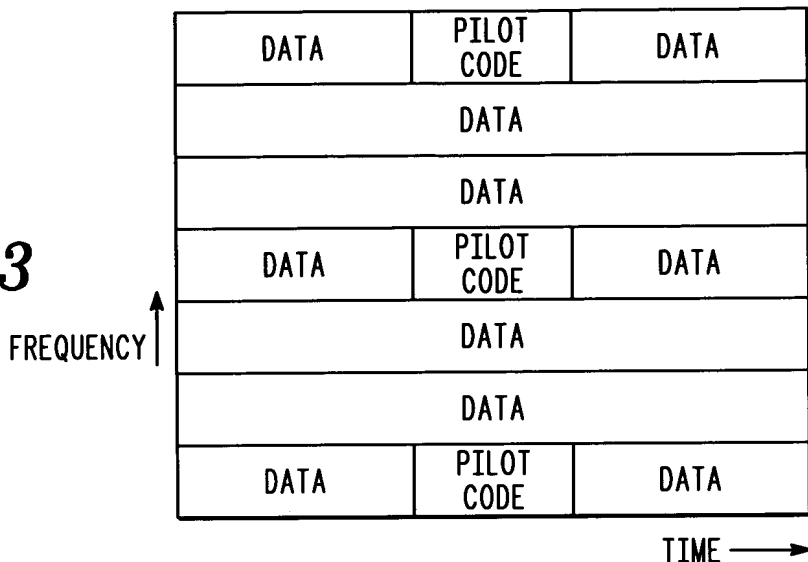 DATA PILOT CODE DATA
DATA
DATA
3
DATA PILOT CODE DATA
FREQUENCY
DATA
DATA
DATA PILOT CODE DATA
TIME